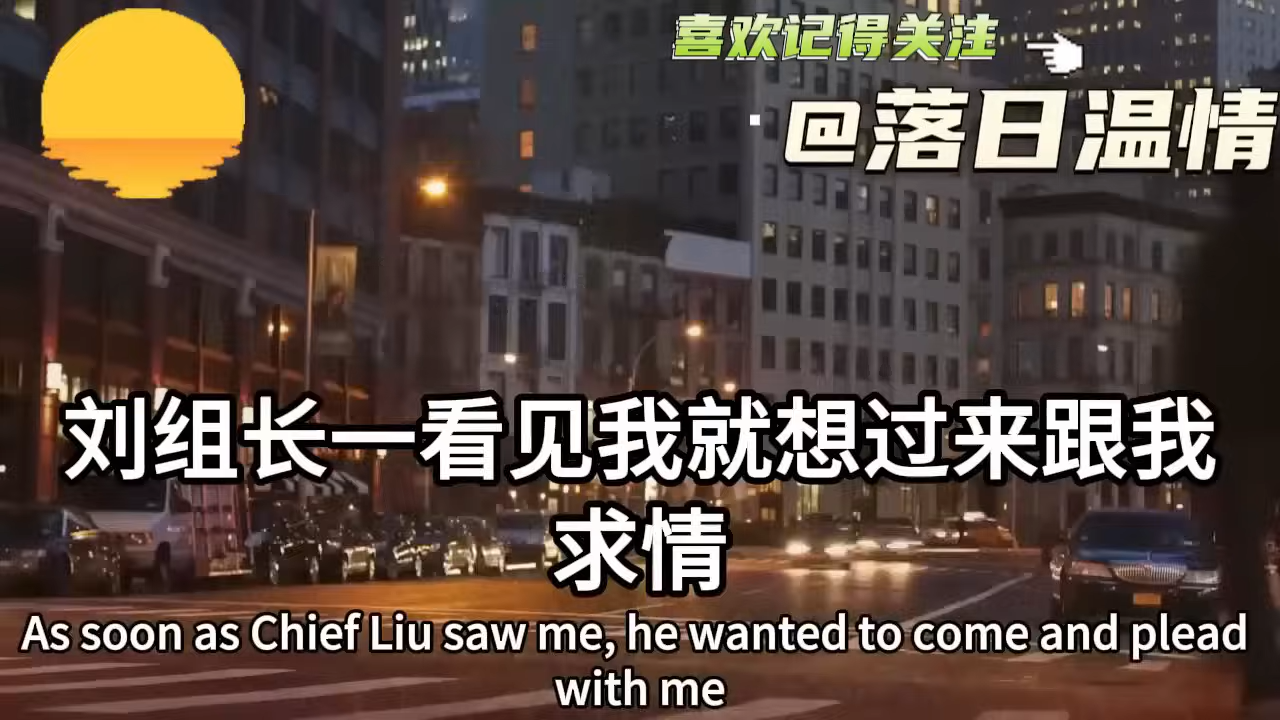 喜欢记得关注
@落日温情
刘组长一看见我就想过来跟我
求情
As soon as Chief Liu saw me, he wanted to come and plead
with me